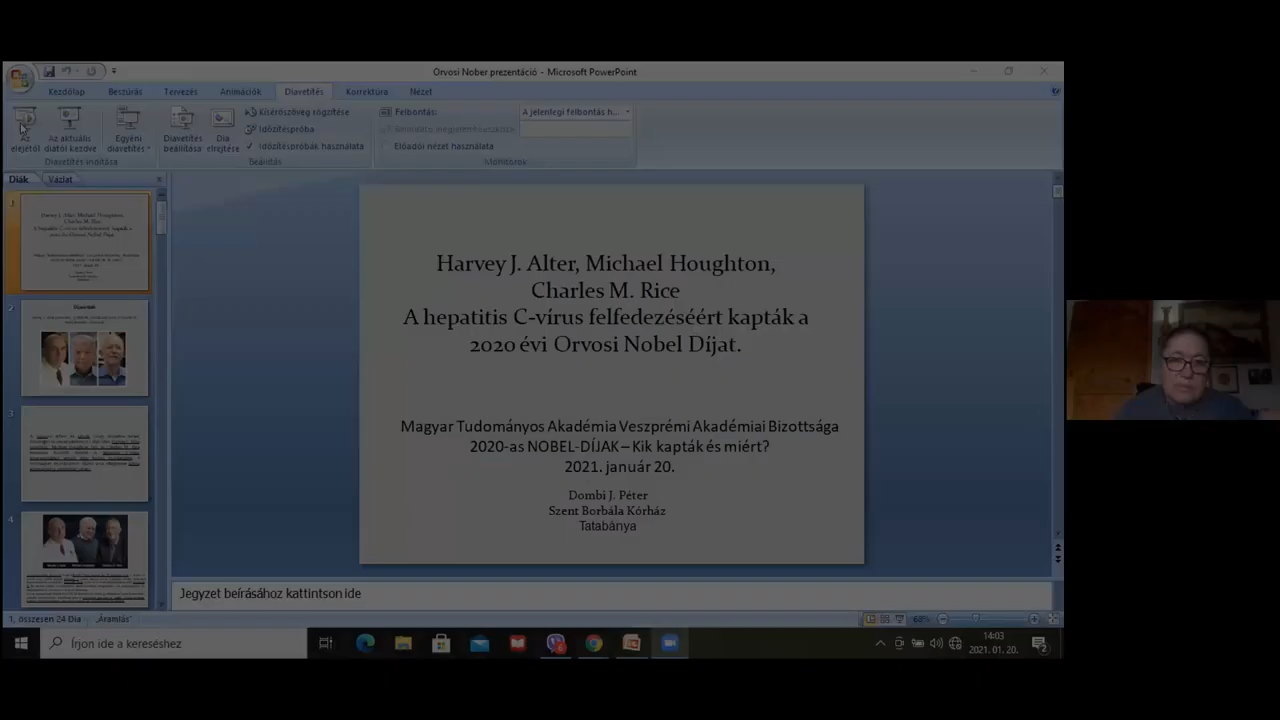 Orvosi Nober prezentáció - Microsoft PowerPoint
Kezdőlap Beszúrás Tervezés Animációk Diavetítés Korrektúra Nézet
Az elejétől
Az aktuális diától kezdve
Egyéni diavetítés
Diavetítés beállítása
Dia elrejtése
Kísérőszöveg rögzítése
Időzítéspróba
Időzítéspróbák használata
Felbontás:
A jelenlegi felbontás h...
Előadói nézet használata
Diavetítés indítása
Beállítás
Monitorok
Diák Vázlat
1
2
3
4
Harvey J. Alter, Michael Houghton,
Charles M. Rice
A hepatitis C-vírus felfedezéséért kapták a
2020 évi Orvosi Nobel Díjat.
Magyar Tudományos Akadémia Veszprémi Akadémiai Bizottsága
2020-as NOBEL-DÍJAK – Kik kapták és miért?
2021. január 20.
Dombi J. Péter
Szent Borbála Kórház
Tatabánya
Jegyzet beírásához kattintson ide
1, összesen 24 Dia „Áramlás"
68%
Írjon ide a kereséshez
14:03
2021. 01. 20.